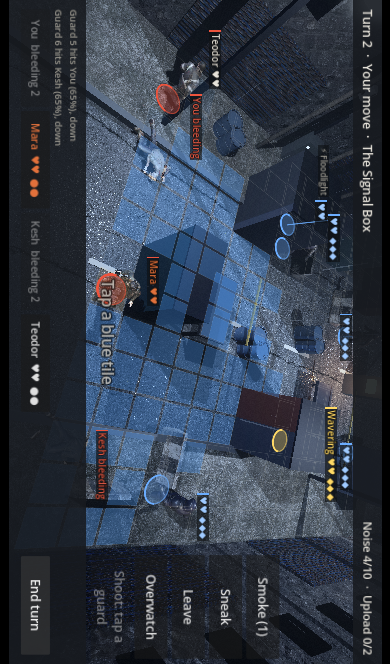 Turn 2 · Your move · The Signal Box
Noise 4/10 · Upload 0/2
Teodor ♥♥
You bleeding
Floodlight
♥♥ ◆◆◆
♥♥ ◆◆◆
♥♥ ◆◆◆
Wavering ♥♥ ◆◆◆
♥♥ ◆◆◆
Mara ♥♥
Kesh bleeding
Tap a blue tile
Smoke (1)
Sneak
Leave
Overwatch
Shoot: tap a
guard
Guard 5 hits You (65%), down
Guard 6 hits Kesh (65%), down
You bleeding 2
Mara ♥♥ ●●
Kesh bleeding 2
Teodor ♥♥ ●●
End turn